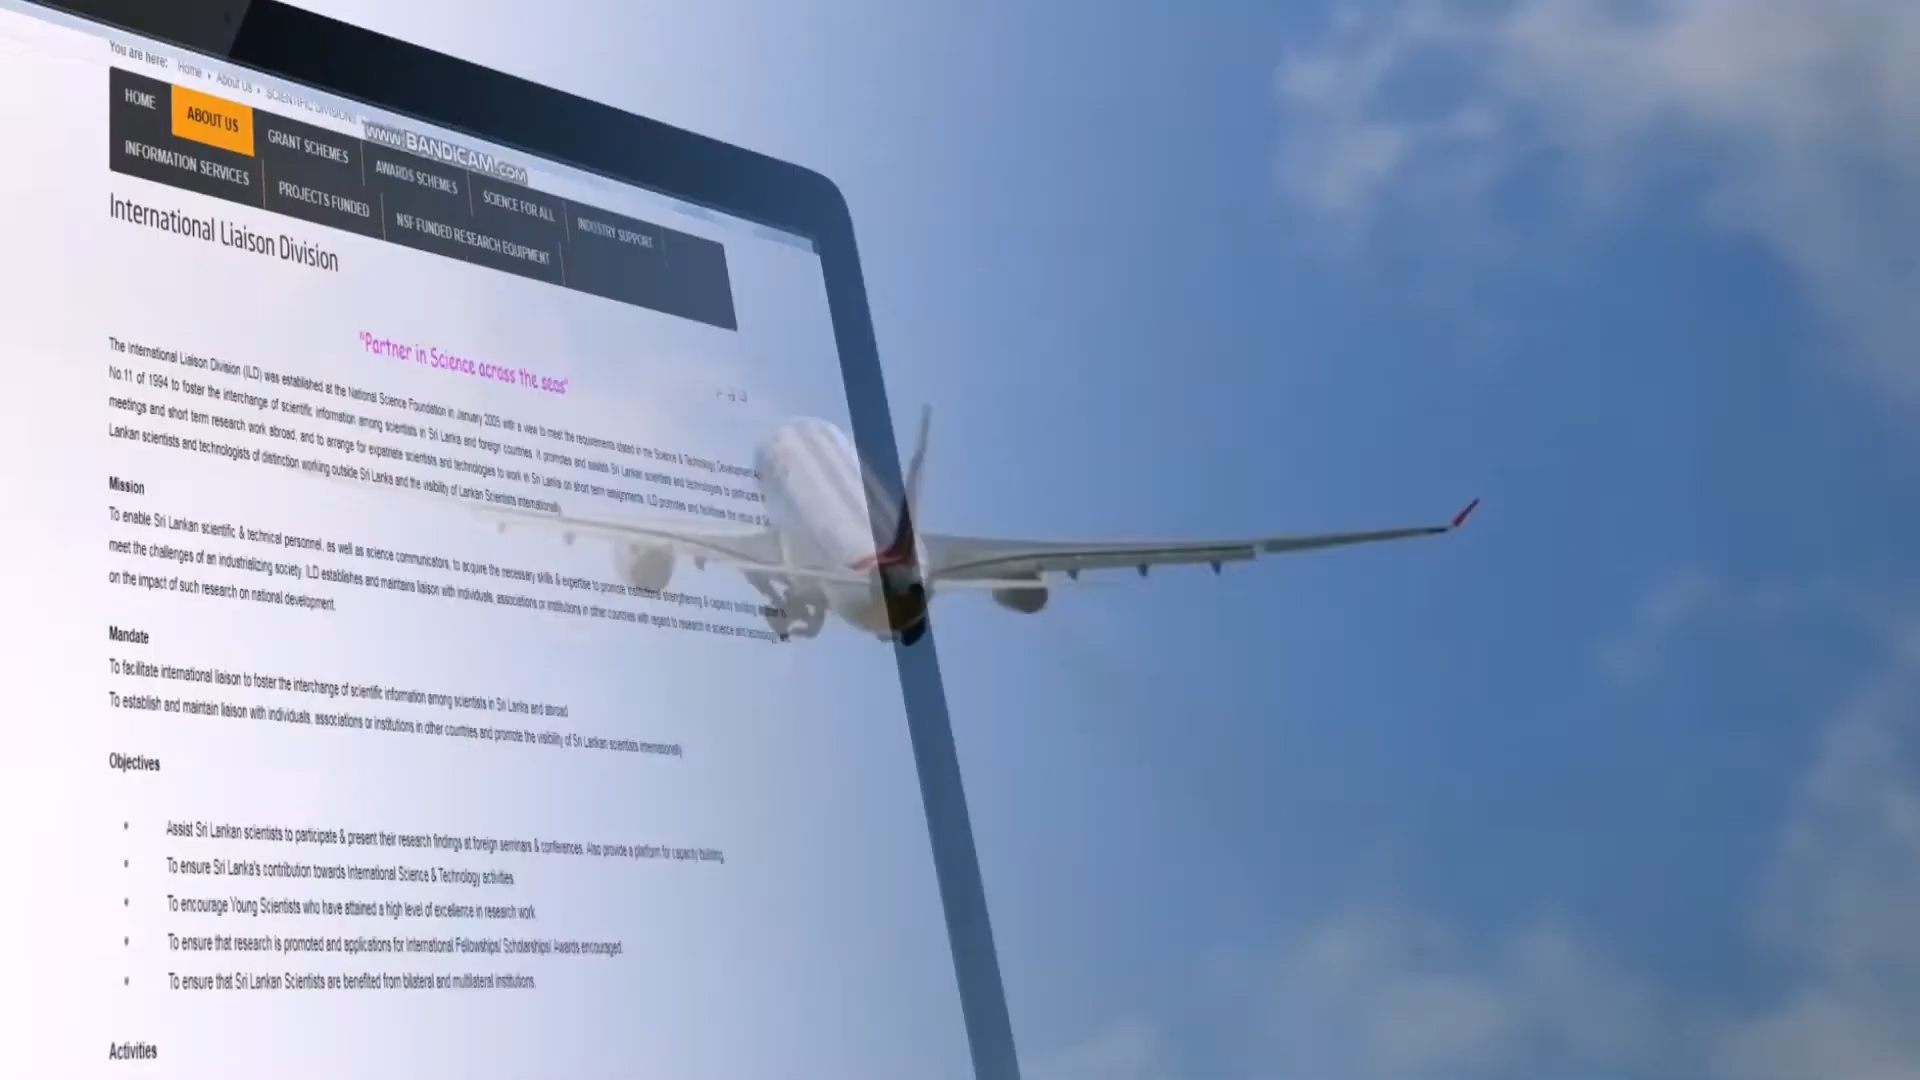 You are here: Home • About Us • SCIENTIFIC DIVISIONS
www.BANDICAM.com
HOME ABOUT US GRANT SCHEMES AWARDS SCHEMES SCIENCE FOR ALL INDUSTRY SUPPORT
INFORMATION SERVICES PROJECTS FUNDED NSF FUNDED RESEARCH EQUIPMENT
International Liaison Division
"Partner in Science across the seas"
The International Liaison Division (ILD) was established at the National Science Foundation in January 2005 with a view to meet the requirements stated in the Science & Technology Development Act
No.11 of 1994 to foster the interchange of scientific information among scientists in Sri Lanka and foreign countries. It promotes and assists Sri Lankan scientists and technologists to participate in
meetings and short term research work abroad, and to arrange for expatriate scientists and technologies to work in Sri Lanka on short term assignments. ILD promotes and facilitates the
Lankan scientists and technologists of distinction working outside Sri Lanka and the visibility of Lankan Scientists internationally.
Mission
To enable Sri Lankan scientific & technical personnel, as well as science communicators, to acquire the necessary skills & expertise to promote institutional strengthening & capacity building
meet the challenges of an industrializing society. ILD establishes and maintains liaison with individuals, associations or institutions in other countries with regard to research in science and technology
on the impact of such research on national development.
Mandate
To facilitate international liaison to foster the interchange of scientific information among scientists in Sri Lanka and abroad
To establish and maintain liaison with individuals, associations or institutions in other countries and promote the visibility of Sri Lankan scientists internationally
Objectives
• Assist Sri Lankan scientists to participate & present their research findings at foreign seminars & conferences. Also provide a platform for capacity building.
• To ensure Sri Lanka's contribution towards International Science & Technology activities.
• To encourage Young Scientists who have attained a high level of excellence in research work
• To ensure that research is promoted and applications for International Fellowships/ Scholarships/ Awards encouraged.
• To ensure that Sri Lankan Scientists are benefited from bilateral and multilateral institutions.
Activities